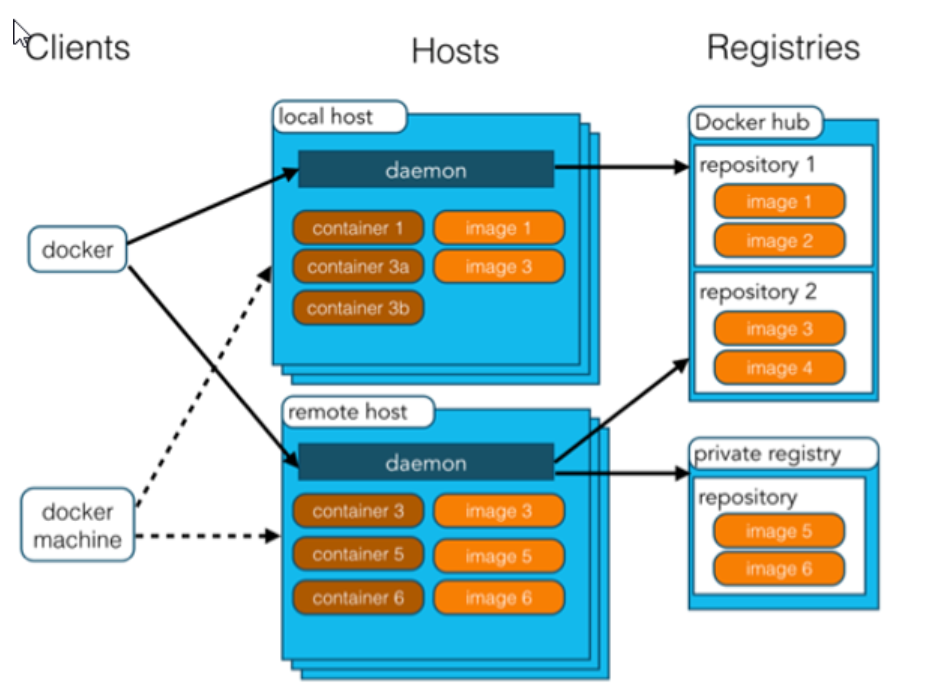 Clients
Hosts
Registries
local host
daemon
container 1
image 1
container 3a
image 3
container 3b
docker
docker
machine
remote host
daemon
container 3
image 3
container 5
image 5
container 6
image 6
Docker hub
repository 1
image 1
image 2
repository 2
image 3
image 4
private registry
repository
image 5
image 6